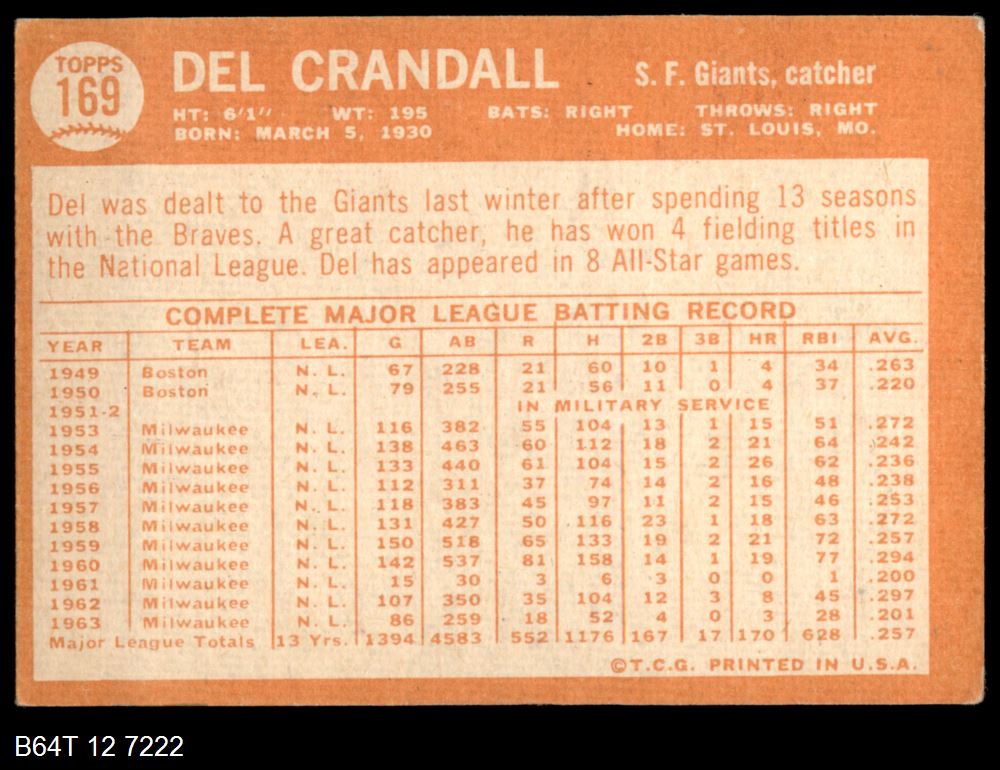 TOPPS
169
DEL CRANDALL
S. F. Giants, catcher
HT: 6'1" WT: 195 BATS: RIGHT THROWS: RIGHT
BORN: MARCH 5, 1930 HOME: ST. LOUIS, MO.
Del was dealt to the Giants last winter after spending 13 seasons
with the Braves. A great catcher, he has won 4 fielding titles in
the National League. Del has appeared in 8 All-Star games.
COMPLETE MAJOR LEAGUE BATTING RECORD
YEAR TEAM LEA. G AB R H 2B 3B HR RBI AVG.
1949 Boston N. L. 67 228 21 60 10 1 4 34 .263
1950 Boston N. L. 79 255 21 56 11 0 4 37 .220
1951-2 IN MILITARY SERVICE
1953 Milwaukee N. L. 116 382 55 104 13 1 15 51 .272
1954 Milwaukee N. L. 138 463 60 112 18 2 21 64 .242
1955 Milwaukee N. L. 133 440 61 104 15 2 26 62 .236
1956 Milwaukee N. L. 112 311 37 74 14 2 16 48 .238
1957 Milwaukee N. L. 118 383 45 97 11 2 15 46 .253
1958 Milwaukee N. L. 131 427 50 116 23 1 18 63 .272
1959 Milwaukee N. L. 150 518 65 133 19 2 21 72 .257
1960 Milwaukee N. L. 142 537 81 158 14 1 19 77 .294
1961 Milwaukee N. L. 15 30 3 6 3 0 0 1 .200
1962 Milwaukee N. L. 107 350 35 104 12 3 8 45 .297
1963 Milwaukee N. L. 86 259 18 52 4 0 3 28 .201
Major League Totals 13 Yrs. 1394 4583 552 1176 167 17 170 628 .257
©T.C.G. PRINTED IN U.S.A.
B64T 12 7222